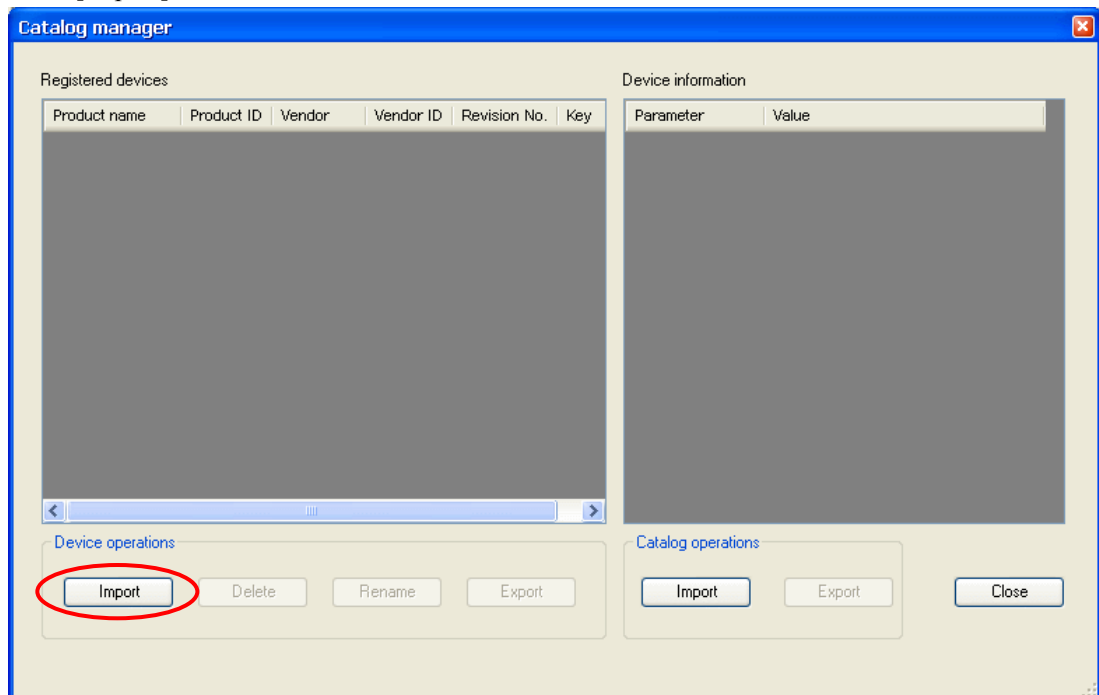 Catalog manager
Registered devices
Device information
Product name Product ID Vendor Vendor ID Revision No. Key
Parameter Value
Device operations
Catalog operations
Import Delete Rename Export
Import Export
Close